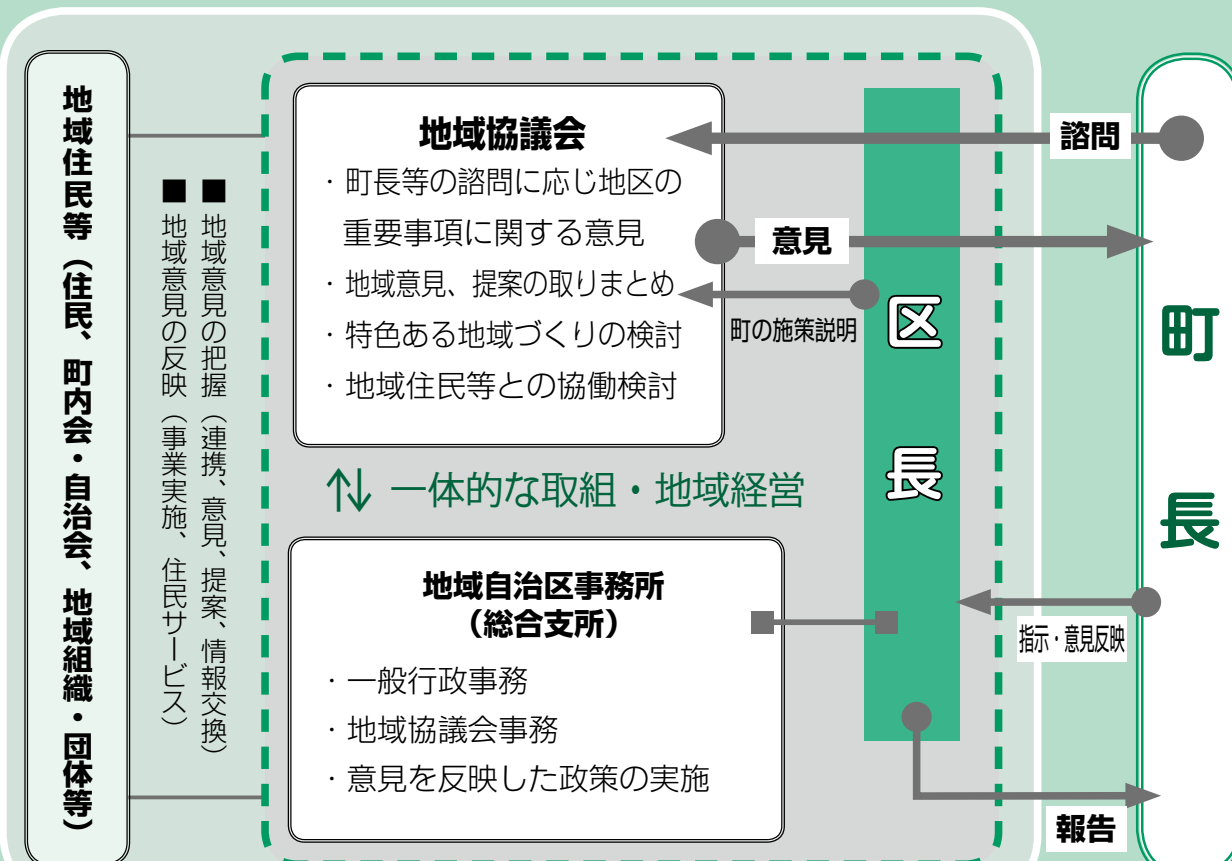 地域住民等（住民、町内会・自治会、地域組織・団体等）
■ 地域意見の把握（連携、意見、提案、情報交換）
■ 地域意見の反映（事業実施、住民サービス）
地域協議会
・町長等の諮問に応じ地区の
重要事項に関する意見
・地域意見、提案の取りまとめ
・特色ある地域づくりの検討
・地域住民等との協働検討
一体的な取組・地域経営
地域自治区事務所
（総合支所）
・一般行政事務
・地域協議会事務
・意見を反映した政策の実施
区長
諮問
意見
町の施策説明
指示・意見反映
報告
町長